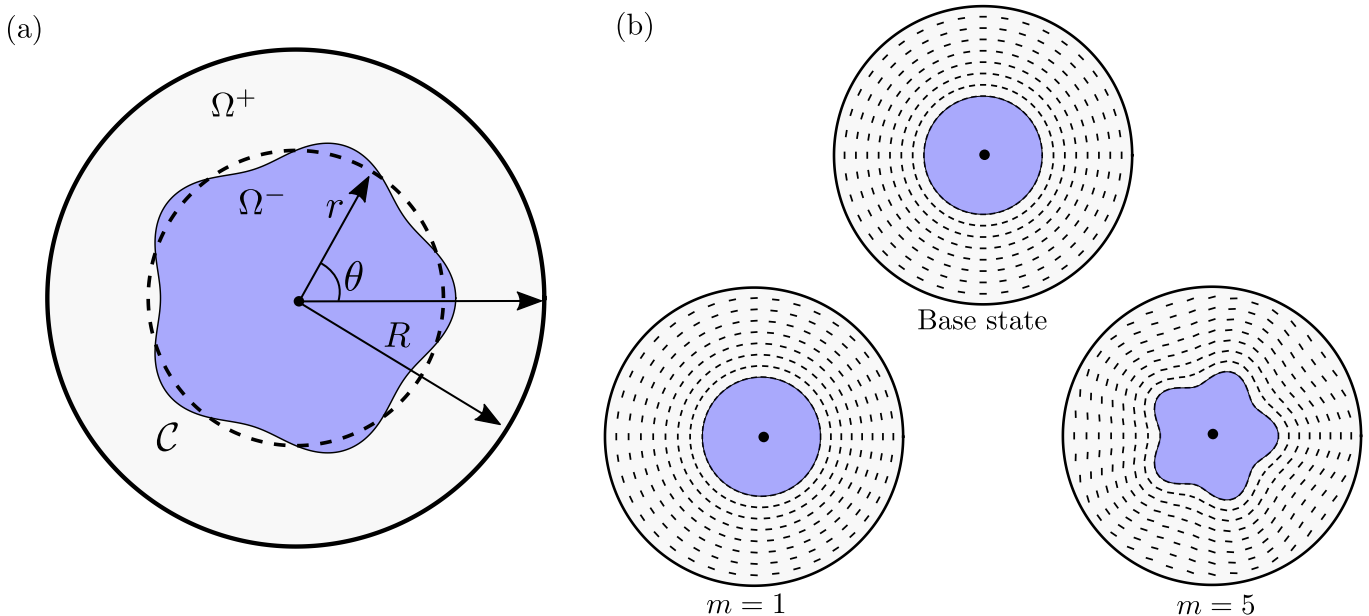 (a)
Ω⁺
Ω⁻
r
θ
R
𝒞
(b)
Base state
m = 1
m = 5